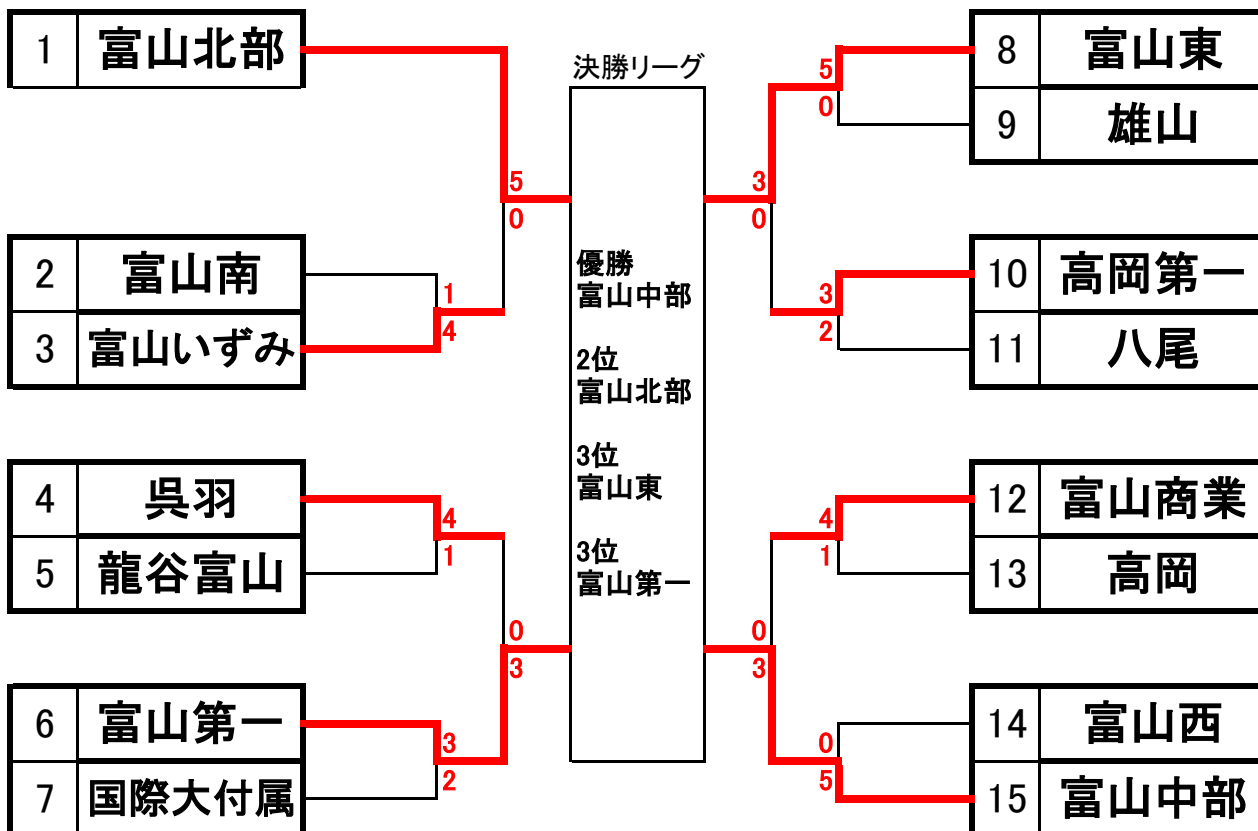 1 富山北部
2 富山南
3 富山いずみ
4 呉羽
5 龍谷富山
6 富山第一
7 国際大付属
5
0
1
4
4
1
0
3
3
2
決勝リーグ
優勝
富山中部
2位
富山北部
3位
富山東
3位
富山第一
5
0
3
0
3
2
4
1
0
3
0
5
8 富山東
9 雄山
10 高岡第一
11 八尾
12 富山商業
13 高岡
14 富山西
15 富山中部